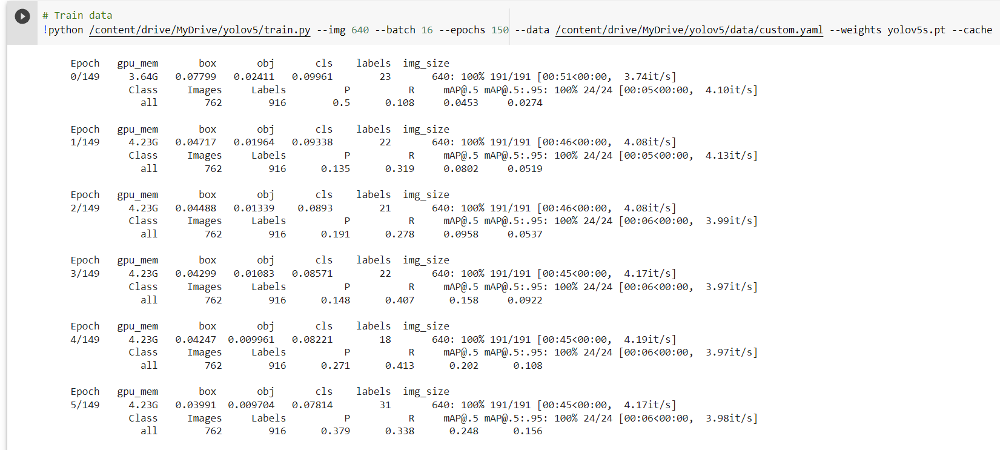 # Train data
!python /content/drive/MyDrive/yolov5/train.py --img 640 --batch 16 --epochs 150 --data /content/drive/MyDrive/yolov5/data/custom.yaml --weights yolov5s.pt --cache
Epoch gpu_mem box obj cls labels img_size
0/149 3.64G 0.07799 0.02411 0.09961 23 640: 100% 191/191 [00:51<00:00, 3.74it/s]
Class Images Labels P R mAP@.5 mAP@.5:.95: 100% 24/24 [00:05<00:00, 4.10it/s]
all 762 916 0.5 0.108 0.0453 0.0274
Epoch gpu_mem box obj cls labels img_size
1/149 4.23G 0.04717 0.01964 0.09338 22 640: 100% 191/191 [00:46<00:00, 4.08it/s]
Class Images Labels P R mAP@.5 mAP@.5:.95: 100% 24/24 [00:05<00:00, 4.13it/s]
all 762 916 0.135 0.319 0.0802 0.0519
Epoch gpu_mem box obj cls labels img_size
2/149 4.23G 0.04488 0.01339 0.0893 21 640: 100% 191/191 [00:46<00:00, 4.08it/s]
Class Images Labels P R mAP@.5 mAP@.5:.95: 100% 24/24 [00:06<00:00, 3.99it/s]
all 762 916 0.191 0.278 0.0958 0.0537
Epoch gpu_mem box obj cls labels img_size
3/149 4.23G 0.04299 0.01083 0.08571 22 640: 100% 191/191 [00:45<00:00, 4.17it/s]
Class Images Labels P R mAP@.5 mAP@.5:.95: 100% 24/24 [00:06<00:00, 3.97it/s]
all 762 916 0.148 0.407 0.158 0.0922
Epoch gpu_mem box obj cls labels img_size
4/149 4.23G 0.04247 0.009961 0.08221 18 640: 100% 191/191 [00:45<00:00, 4.19it/s]
Class Images Labels P R mAP@.5 mAP@.5:.95: 100% 24/24 [00:06<00:00, 3.97it/s]
all 762 916 0.271 0.413 0.202 0.108
Epoch gpu_mem box obj cls labels img_size
5/149 4.23G 0.03991 0.009704 0.07814 31 640: 100% 191/191 [00:45<00:00, 4.17it/s]
Class Images Labels P R mAP@.5 mAP@.5:.95: 100% 24/24 [00:06<00:00, 3.98it/s]
all 762 916 0.379 0.338 0.248 0.156